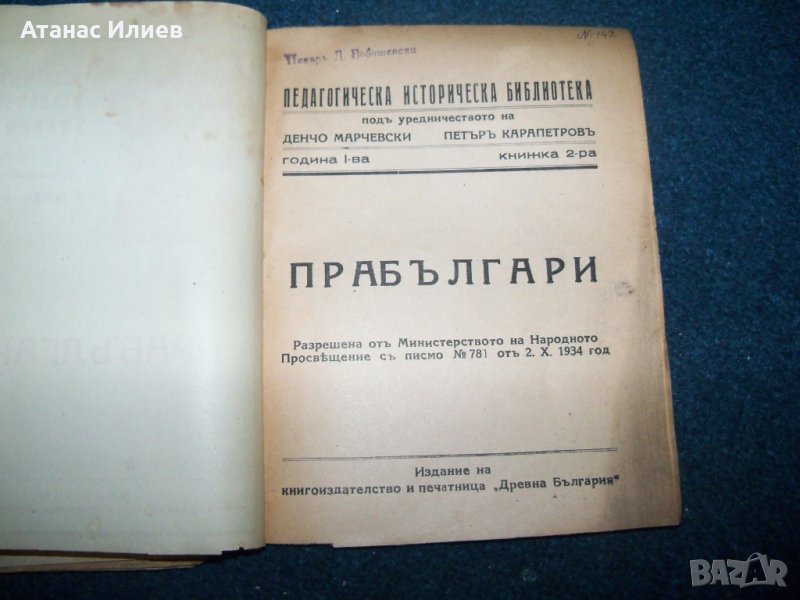 Атанас Илиев
N. 142
Петъръ Д.
ПЕДАГОГИЧЕСКА ИСТОРИЧЕСКА БИБЛИОТЕКА
подъ уредничеството на
ДЕНЧО МАРЧЕВСКИ ПЕТЪРЪ КАРАПЕТРОВЪ
година I-ва книжка 2-ра
ПРАБЪЛГАРИ
Разрешена отъ Министерството на Народното
Просвѣщение съ писмо №781 отъ 2. X. 1934 год
Издание на
книгоиздателство и печатница „Древна България"
BAZAR